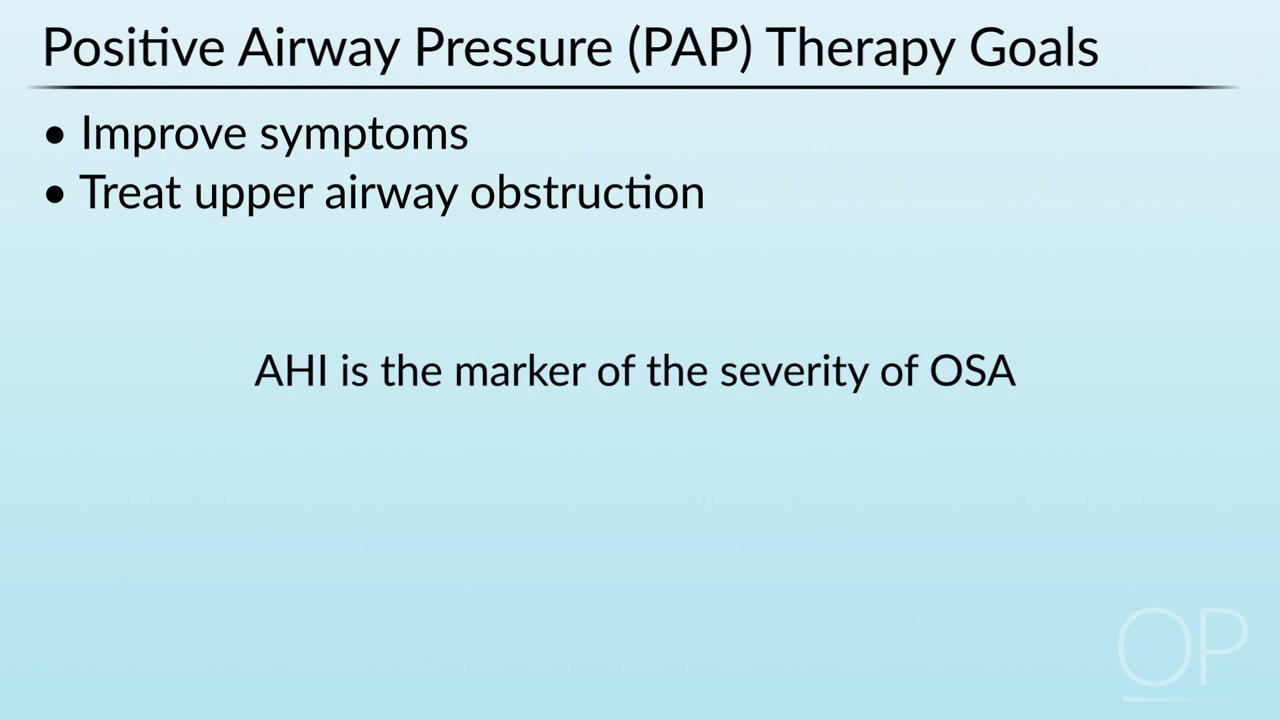 Positive Airway Pressure (PAP) Therapy Goals
• Improve symptoms
• Treat upper airway obstruction
AHI is the marker of the severity of OSA
OP